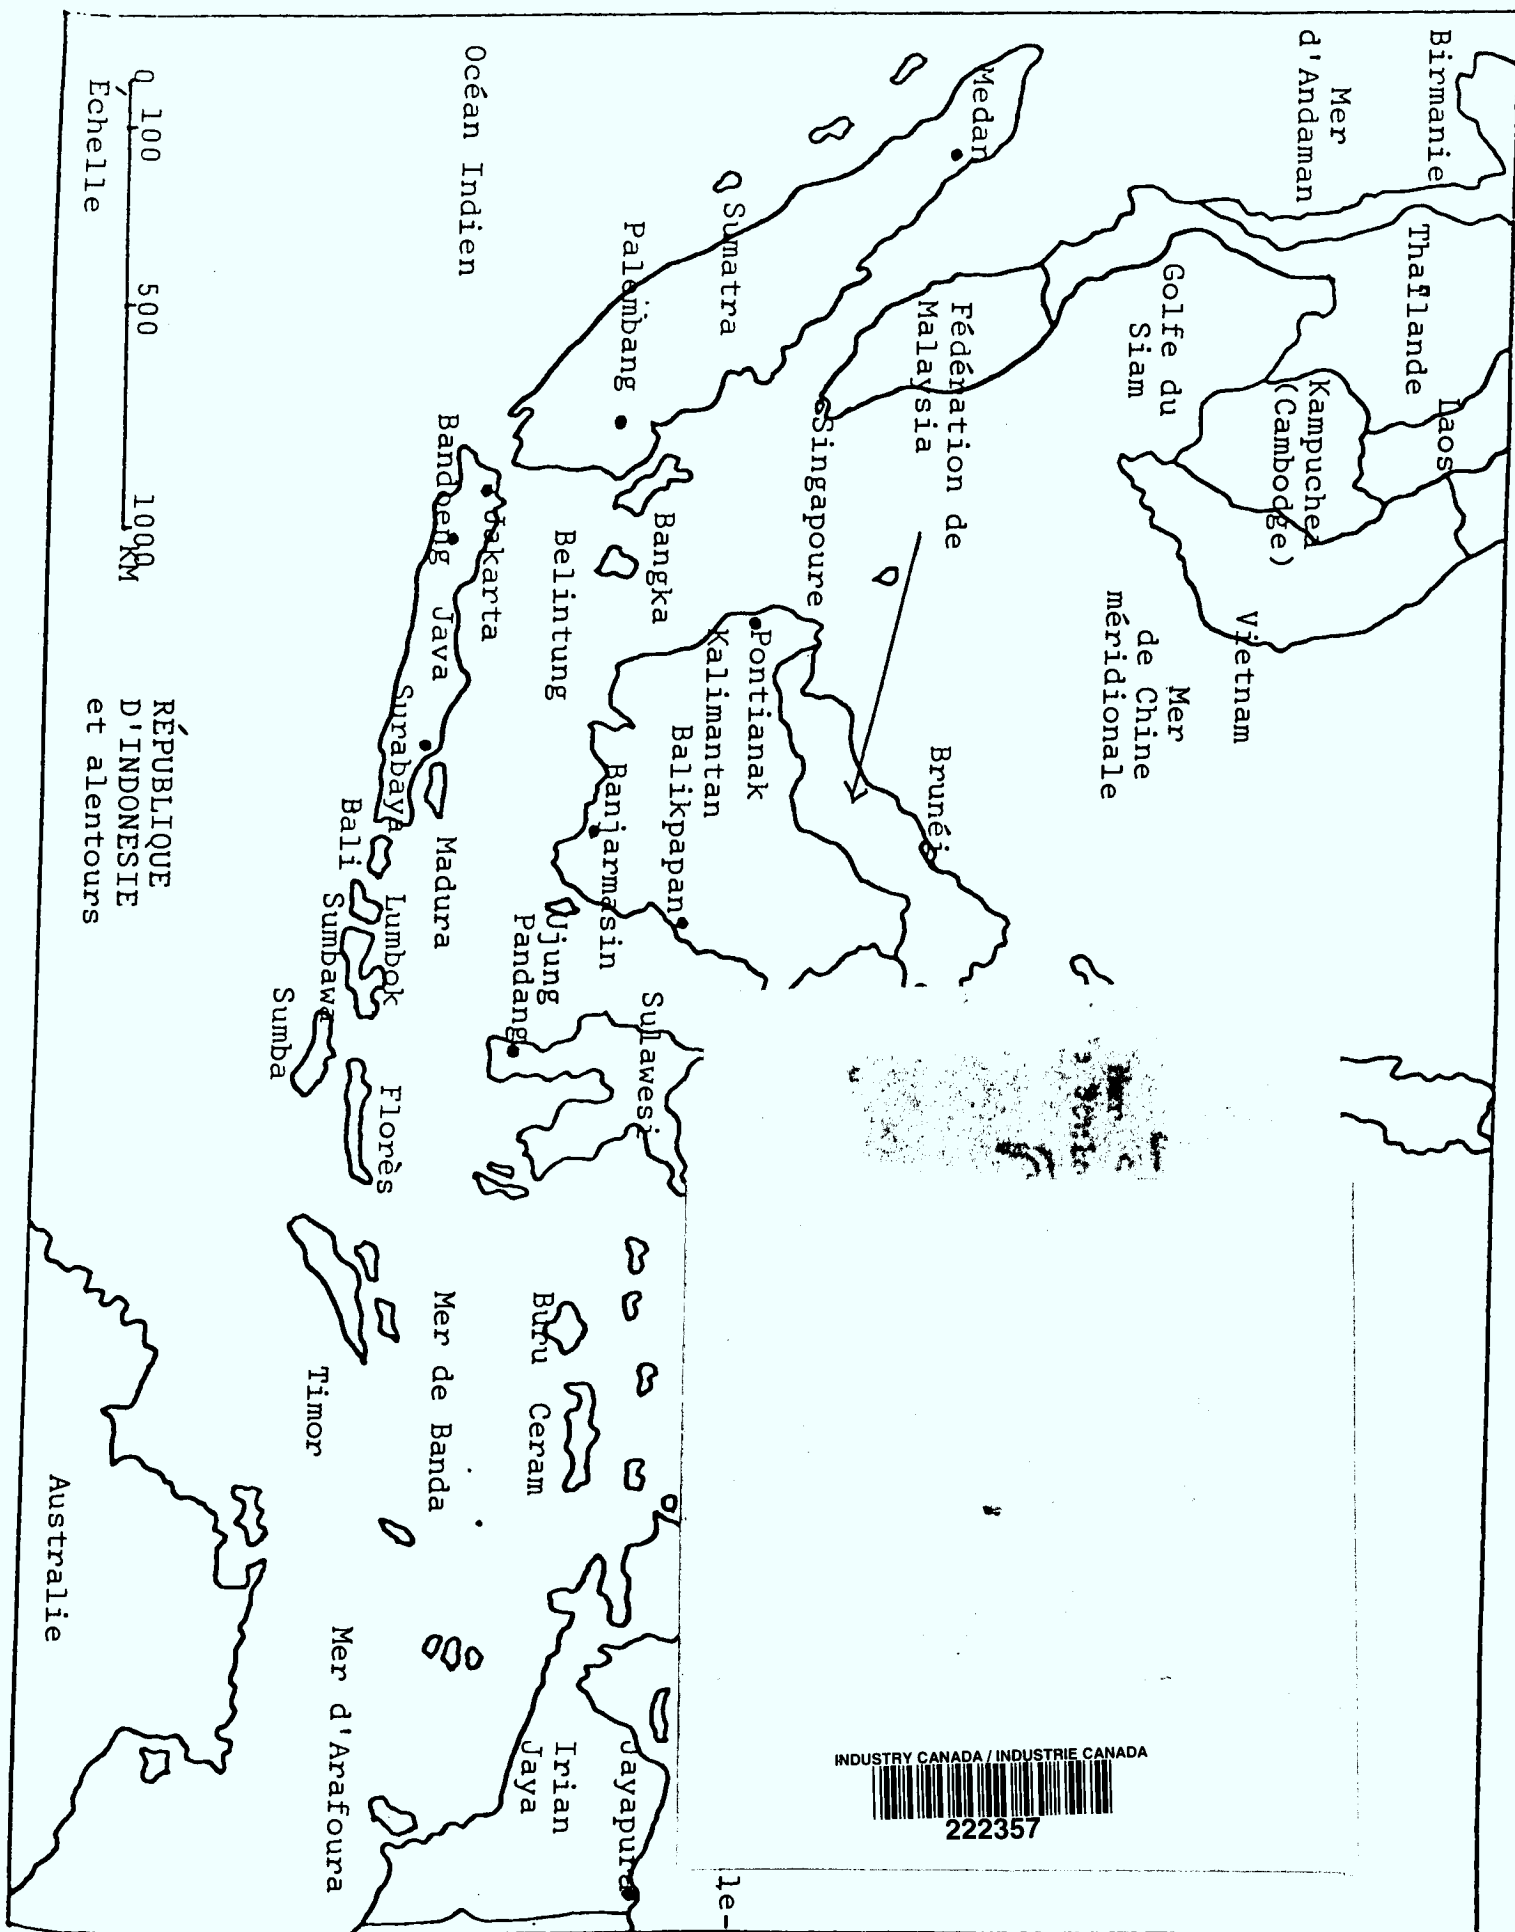 Birmanie
Mer
d'Andaman
Thaïlande
Laos
Kampuchea
(Cambodge)
Vietnam
Golfe du
Siam
Mer
de Chine
méridionale
Medan
Fédération de
Malaysia
Singapoure
Brunéi
Sumatra
Palembang
Bangka
Belintung
Pontianak
Kalimantan
Balikpapan
Banjarmasin
Ujung
Pandang
Sulawesi
Océan Indien
Jakarta
Bandoeng
Java
Surabaya
Madura
Bali
Lumbok
Sumbawa
Sumba
Florès
Timor
Mer de Banda
Buru
Ceram
Irian
Jaya
Jayapura
Mer d'Arafoura
Australie
0 100 500 1000
KM
Échelle
RÉPUBLIQUE
D'INDONESIE
et alentours
INDUSTRY CANADA / INDUSTRIE CANADA
222357
le-